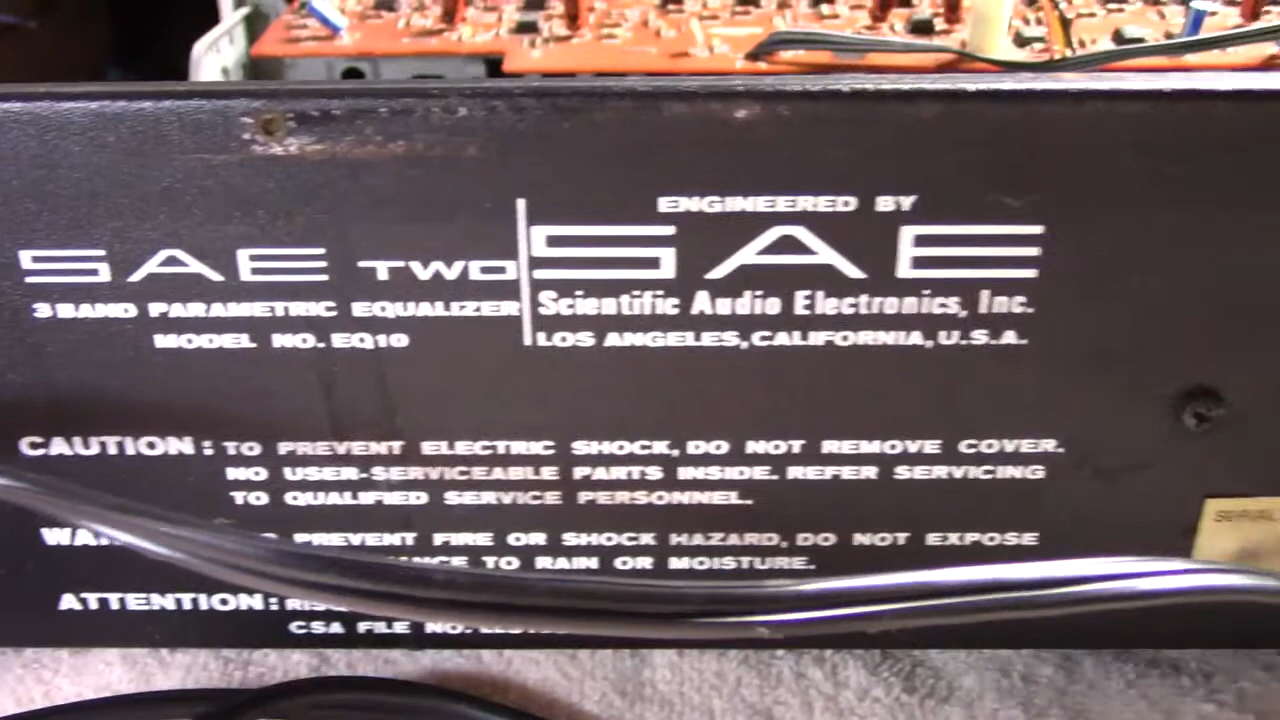 SAE TWO
3 BAND PARAMETRIC EQUALIZER
MODEL NO. EQ10
ENGINEERED BY
SAE
Scientific Audio Electronics, Inc.
LOS ANGELES, CALIFORNIA, U.S.A.
CAUTION: TO PREVENT ELECTRIC SHOCK, DO NOT REMOVE COVER.
NO USER-SERVICEABLE PARTS INSIDE. REFER SERVICING
TO QUALIFIED SERVICE PERSONNEL.
PREVENT FIRE OR SHOCK HAZARD, DO NOT EXPOSE
TO RAIN OR MOISTURE.
ATTENTION:
CSA FILE NO.
SERIAL